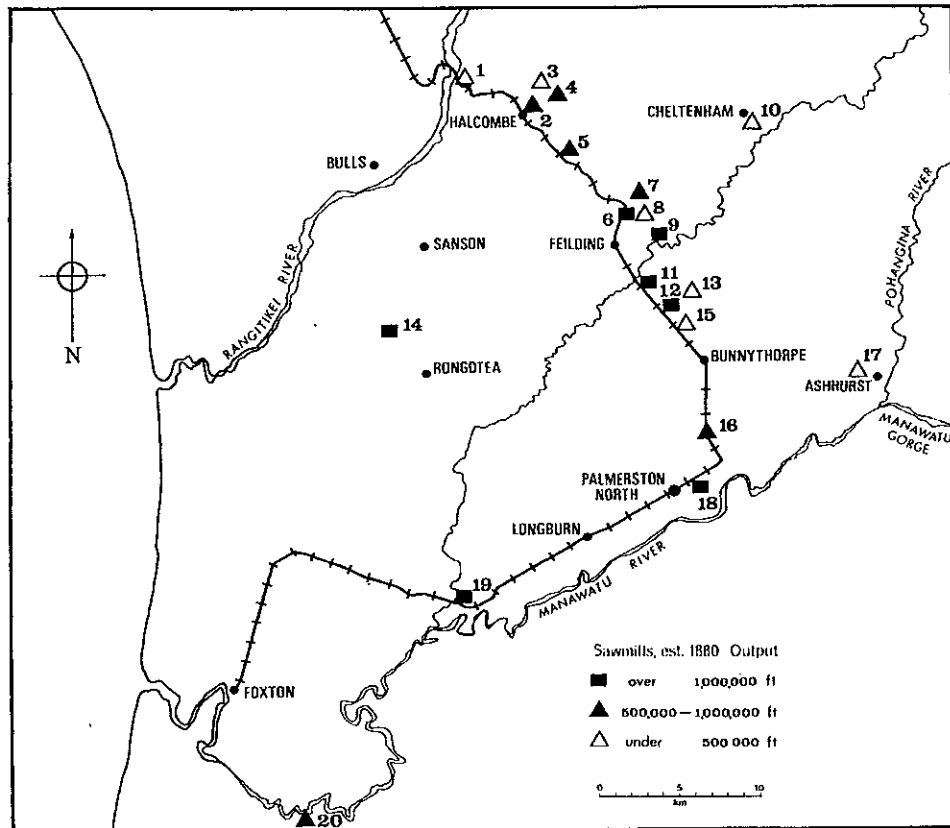 1
3
4
HALCOMBE
2
CHELTENHAM
10
5
BULLS
7
8
6
9
POHANGINA RIVER
SANSON
FEILDING
RANGITIKEI RIVER
N
11
12
13
14
15
RONGOTEA
BUNNYTHORPE
17
ASHHURST
16
MANAWATU
GORGE
PALMERSTON
NORTH
18
LONGBURN
MANAWATU RIVER
19
FOXTON
20
Sawmills, est. 1880 Output
over 1,000,000 ft
500,000 — 1,000,000 ft
under 500 000 ft
0 5 10
km